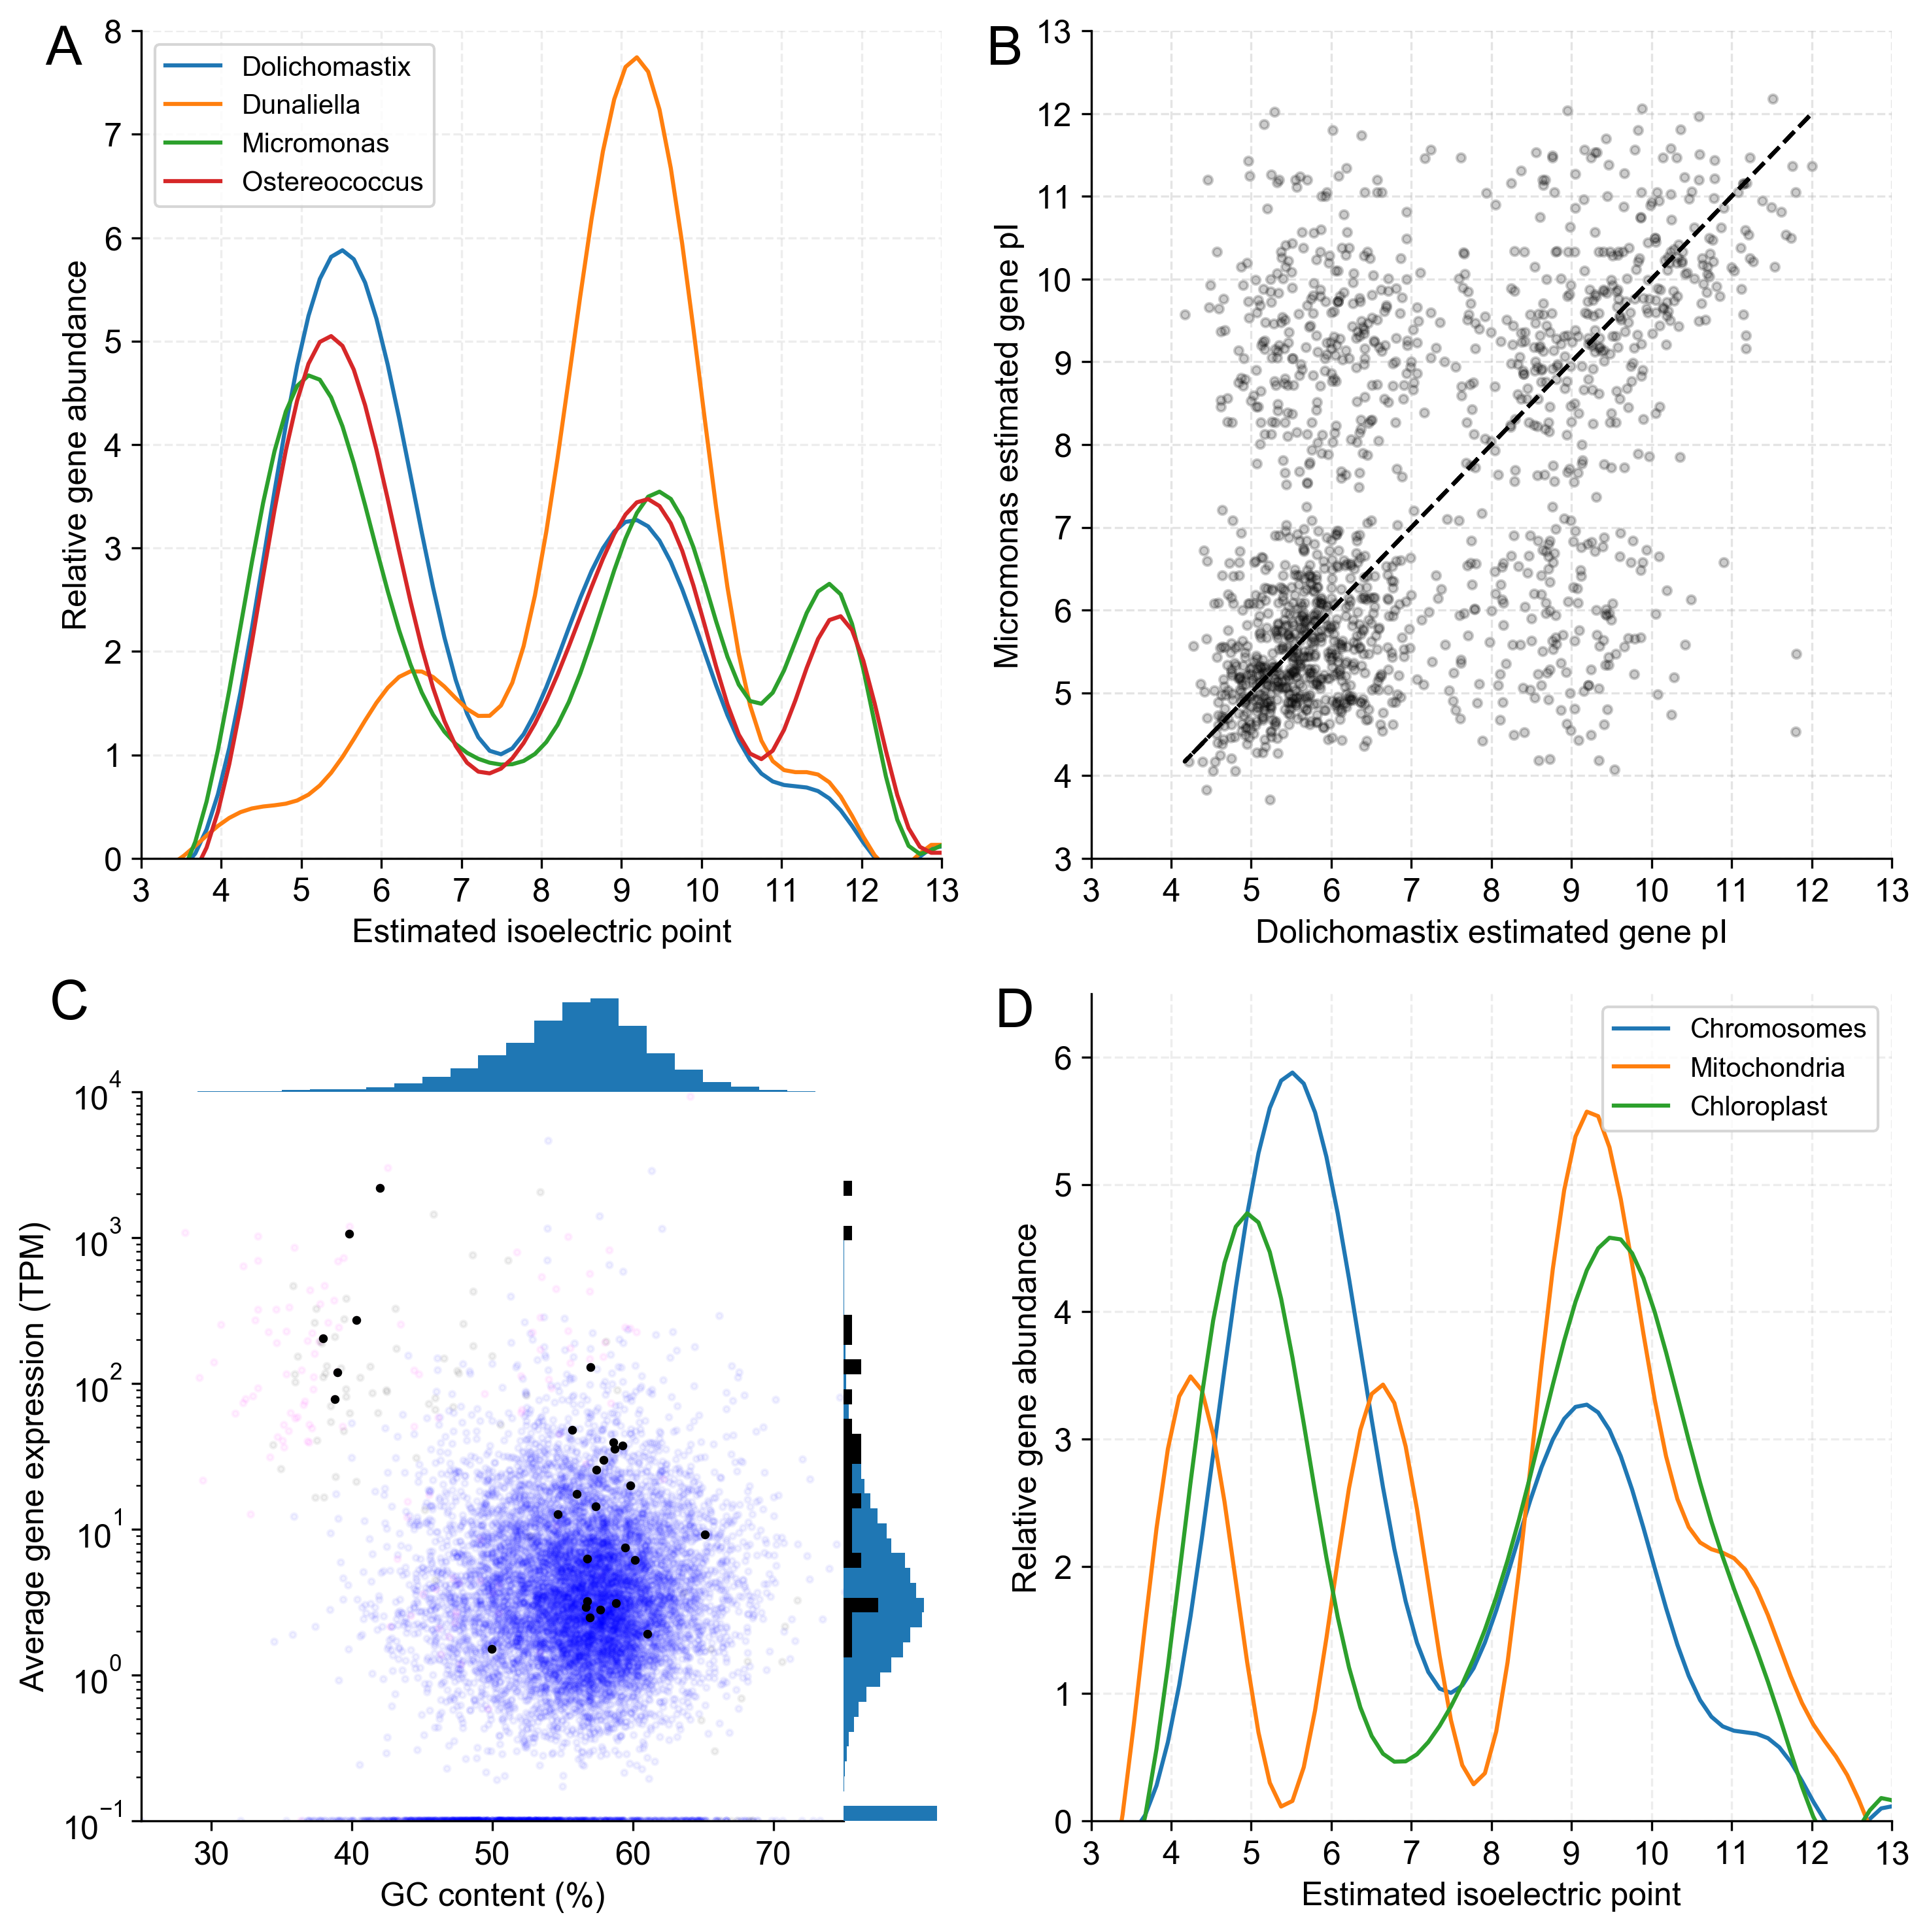 A
8
7
6
5
4
3
2
1
0
Relative gene abundance
Dolichomastix
Dunaliella
Micromonas
Ostereococcus
3 4 5 6 7 8 9 10 11 12 13
Estimated isoelectric point
B
13
12
11
10
9
8
7
6
5
4
3
Micromonas estimated gene pI
3 4 5 6 7 8 9 10 11 12 13
Dolichomastix estimated gene pI
C
10^4
10^3
10^2
10^1
10^0
10^−1
Average gene expression (TPM)
30 40 50 60 70
GC content (%)
D
6
5
4
3
2
1
0
Relative gene abundance
Chromosomes
Mitochondria
Chloroplast
3 4 5 6 7 8 9 10 11 12 13
Estimated isoelectric point